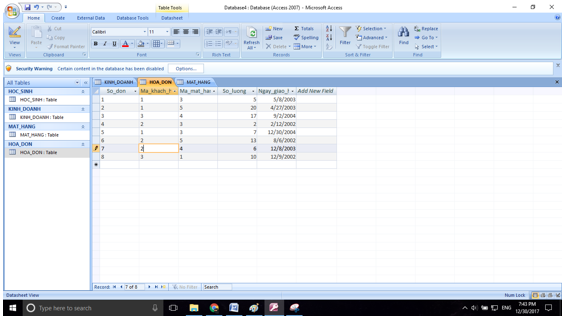 Table Tools
Database4 : Database (Access 2007) - Microsoft Access
Home Create External Data Database Tools Datasheet
View
Views
Paste
Cut
Copy
Format Painter
Clipboard
Calibri 11
B I U
Font
Rich Text
Refresh All
New
Save
Delete
Totals
Spelling
More
Records
Filter
Selection
Advanced
Toggle Filter
Sort & Filter
Find
Replace
Go To
Select
Find
Security Warning Certain content in the database has been disabled Options...
All Tables
HOC_SINH
HOC_SINH : Table
KINH_DOANH
KINH_DOANH : Table
MAT_HANG
MAT_HANG : Table
HOA_DON
HOA_DON : Table
KINH_DOANH HOA_DON MAT_HANG
So_don Ma_khach_h Ma_mat_han So_luong Ngay_giao_h Add New Field
1 1 3 5 5/8/2003
2 1 5 20 4/27/2003
3 3 4 17 9/2/2004
4 2 3 2 2/12/2002
5 1 3 7 12/30/2004
6 2 5 13 8/6/2002
7 2 4 6 12/8/2003
8 3 1 10 12/9/2002
Record: 7 of 8 No Filter Search
Datasheet View Num Lock
Type here to search
ENG
7:43 PM
12/30/2017